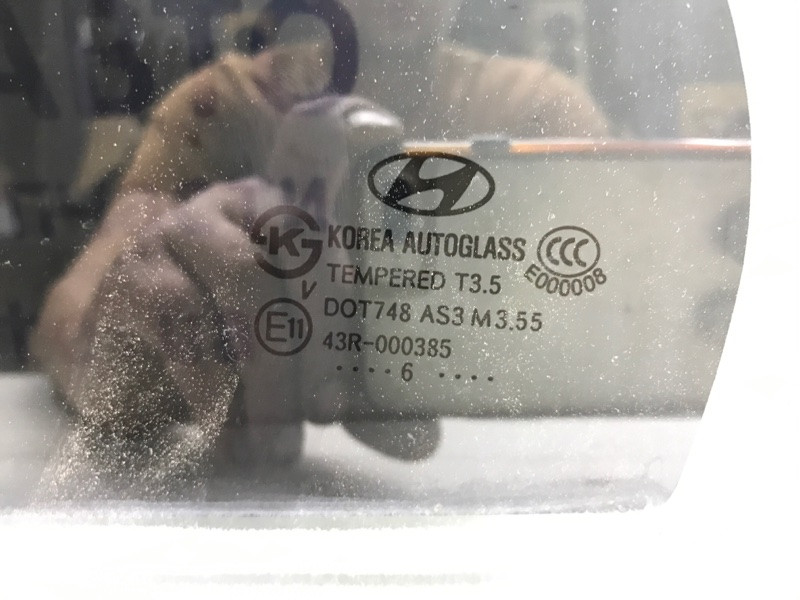 KOREA AUTOGLASS
CCC
E000008
TEMPERED T3.5
V
DOT748 AS3 M3.55
E11
43R-000385
.... 6 ....